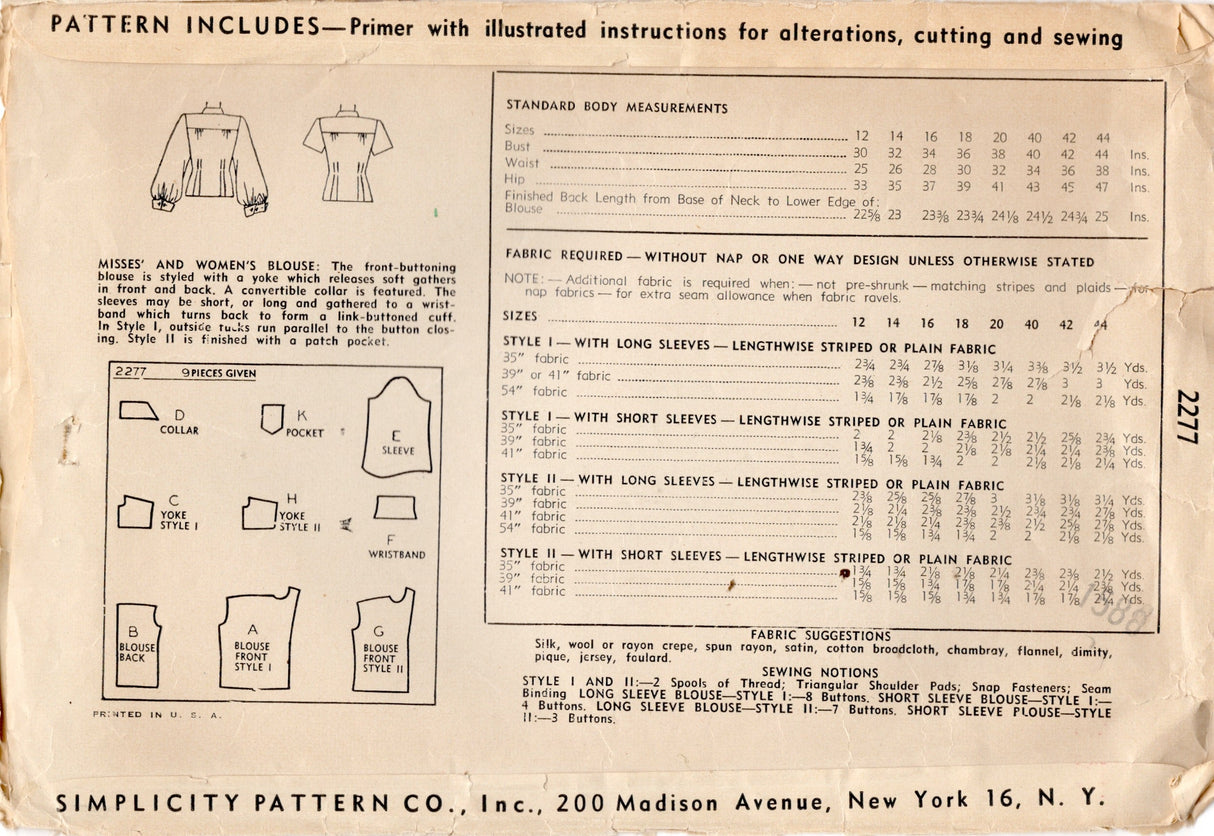 PATTERN INCLUDES—Primer with illustrated instructions for alterations, cutting and sewing
MISSES' AND WOMEN'S BLOUSE: The front-buttoning
blouse is styled with a yoke which releases soft gathers
in front and back. A convertible collar is featured. The
sleeves may be short, or long and gathered to a wrist-
band which turns back to form a link-buttoned cuff.
In Style I, outside tucks run parallel to the button clos-
ing. Style II is finished with a patch pocket.
2277 9 PIECES GIVEN
D
COLLAR
K
POCKET
E
SLEEVE
C
YOKE
STYLE I
H
YOKE
STYLE II
F
WRISTBAND
B
BLOUSE
BACK
A
BLOUSE
FRONT
STYLE I
G
BLOUSE
FRONT
STYLE II
PRINTED IN U. S. A.
STANDARD BODY MEASUREMENTS
Sizes 12 14 16 18 20 40 42 44
Bust 30 32 34 36 38 40 42 44 Ins.
Waist 25 26 28 30 32 34 36 38 Ins.
Hip 33 35 37 39 41 43 45 47 Ins.
Finished Back Length from Base of Neck to Lower Edge of:
Blouse 22⅝ 23 23⅜ 23¾ 24⅛ 24½ 24¾ 25 Ins.
FABRIC REQUIRED — WITHOUT NAP OR ONE WAY DESIGN UNLESS OTHERWISE STATED
NOTE: — Additional fabric is required when: — not pre-shrunk — matching stripes and plaids — for
nap fabrics — for extra seam allowance when fabric ravels.
SIZES 12 14 16 18 20 40 42 44
STYLE I — WITH LONG SLEEVES — LENGTHWISE STRIPED OR PLAIN FABRIC
35" fabric 2¾ 2¾ 2⅞ 3⅛ 3¼ 3⅜ 3½ 3½ Yds.
39" or 41" fabric 2⅜ 2⅜ 2½ 2⅝ 2⅞ 2⅞ 3 3 Yds.
54" fabric 1¾ 1⅞ 1⅞ 1⅞ 2 2 2⅛ 2⅛ Yds.
STYLE I — WITH SHORT SLEEVES — LENGTHWISE STRIPED OR PLAIN FABRIC
35" fabric 2 2 2⅛ 2⅜ 2½ 2½ 2⅝ 2¾ Yds.
39" fabric 1¾ 2 2 2⅛ 2⅛ 2¼ 2¼ 2⅜ Yds.
41" fabric 1⅝ 1⅝ 1¾ 2 2 2⅛ 2⅛ 2¼ Yds.
STYLE II — WITH LONG SLEEVES — LENGTHWISE STRIPED OR PLAIN FABRIC
35" fabric 2⅜ 2⅝ 2⅝ 2⅞ 3 3⅛ 3⅛ 3¼ Yds.
39" fabric 2⅛ 2¼ 2⅜ 2⅜ 2½ 2¾ 2¾ 2⅞ Yds.
41" fabric 2⅛ 2⅛ 2¼ 2⅜ 2⅜ 2½ 2⅝ 2⅞ Yds.
54" fabric 1⅝ 1⅝ 1¾ 1¾ 2 2 2⅛ 2⅛ Yds.
STYLE II — WITH SHORT SLEEVES — LENGTHWISE STRIPED OR PLAIN FABRIC
35" fabric 1¾ 1¾ 2⅛ 2⅛ 2¼ 2⅜ 2⅜ 2½ Yds.
39" fabric 1⅝ 1⅝ 1¾ 1⅞ 1⅞ 2¼ 2¼ 2⅜ Yds.
41" fabric 1⅝ 1⅝ 1⅝ 1¾ 1¾ 1⅞ 1⅞ 2¼ Yds.
1388
2277
FABRIC SUGGESTIONS
Silk, wool or rayon crepe, spun rayon, satin, cotton broadcloth, chambray, flannel, dimity,
pique, jersey, foulard.
SEWING NOTIONS
STYLE I AND II:—2 Spools of Thread; Triangular Shoulder Pads; Snap Fasteners; Seam
Binding LONG SLEEVE BLOUSE—STYLE I:—8 Buttons. SHORT SLEEVE BLOUSE—STYLE I:—
4 Buttons. LONG SLEEVE BLOUSE—STYLE II:—7 Buttons. SHORT SLEEVE BLOUSE—STYLE
II:—3 Buttons.
SIMPLICITY PATTERN CO., Inc., 200 Madison Avenue, New York 16, N. Y.